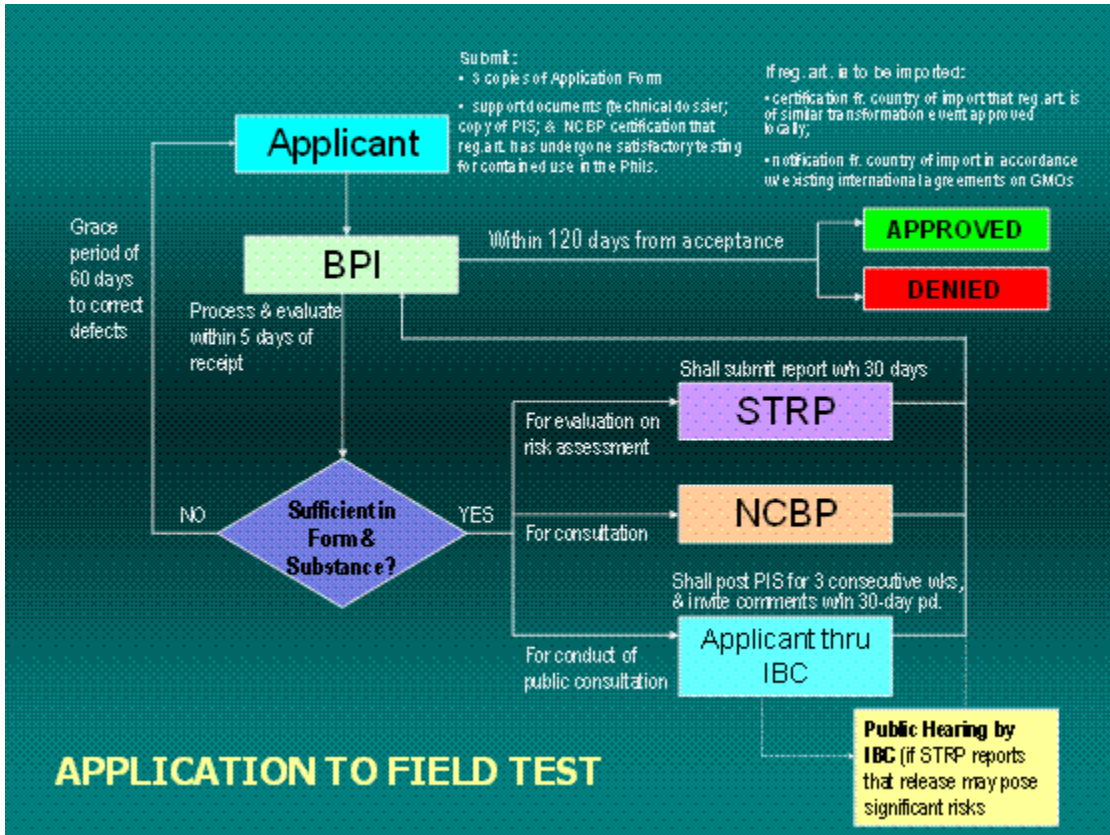 Submit:
• 3 copies of Application Form
• support documents (technical dossier;
copy of PIS; & NCBP certification that
reg.art. has undergone satisfactory testing
for contained use in the Phils.
If reg. art. is to be imported:
• certification fr. country of import that reg.art. is
of similar transformation event approved
locally;
• notification fr. country of import in accordance
w/existing international agreements on GMOs
Applicant
Grace
period of
60 days
to correct
defects
BPI
Within 120 days from acceptance
APPROVED
DENIED
Process & evaluate
within 5 days of
receipt
Shall submit report w/n 30 days
STRP
For evaluation on
risk assessment
NO
Sufficient in
Form &
Substance?
YES
NCBP
For consultation
Shall post PIS for 3 consecutive wks,
& invite comments w/in 30-day pd.
Applicant thru
IBC
For conduct of
public consultation
Public Hearing by
IBC (if STRP reports
that release may pose
significant risks
APPLICATION TO FIELD TEST